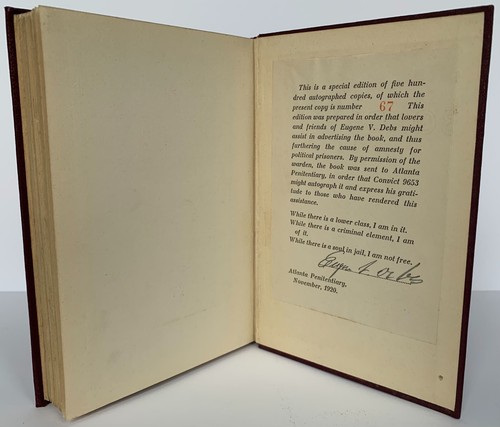 This is a special edition of five hun-
dred autographed copies, of which the
present copy is number 67 This
edition was prepared in order that lovers
and friends of Eugene V. Debs might
assist in advertising the book, and thus
furthering the cause of amnesty for
political prisoners. By permission of the
warden, the book was sent to Atlanta
Penitentiary, in order that Convict 9653
might autograph it and express his grati-
tude to those who have rendered this
assistance.
While there is a lower class, I am in it.
While there is a criminal element, I am
of it.
While there is a soul in jail, I am not free.
Eugene V. Debs
Atlanta Penitentiary,
November, 1920.